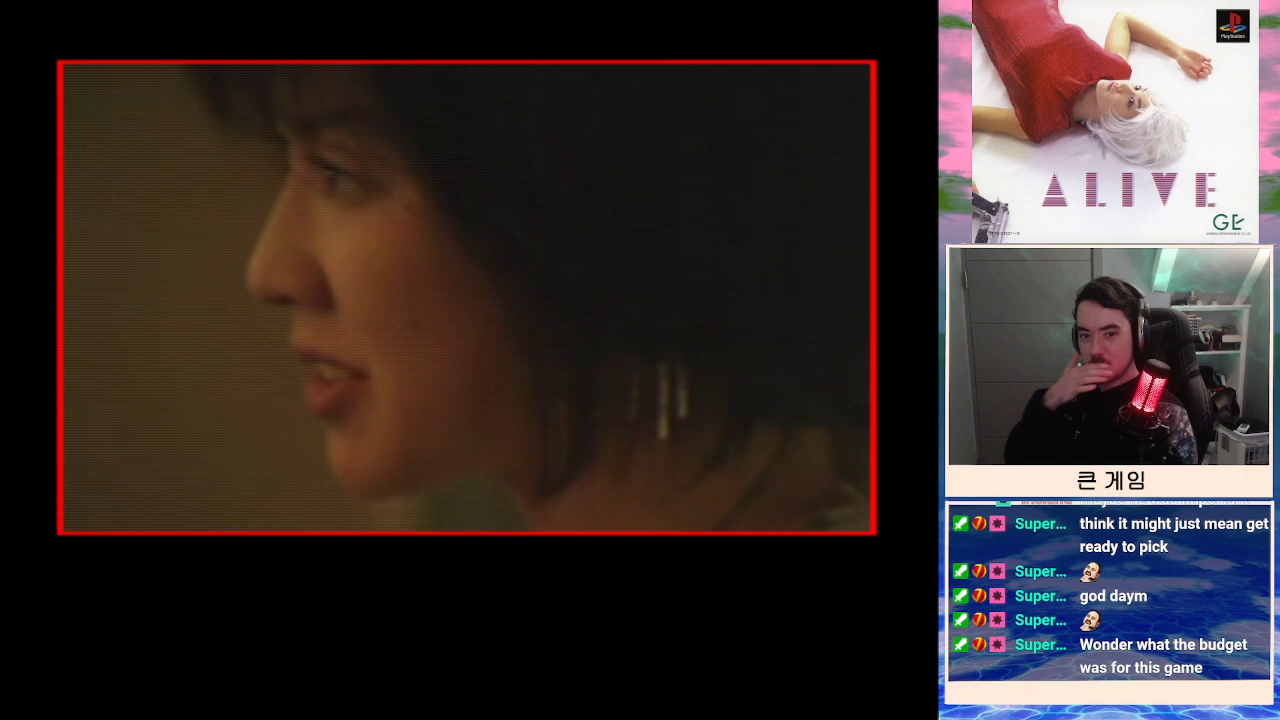 PlayStation
ALIVE
GE
큰 게임
Super... think it might just mean get
ready to pick
Super...
Super... god daym
Super...
Super... Wonder what the budget
was for this game